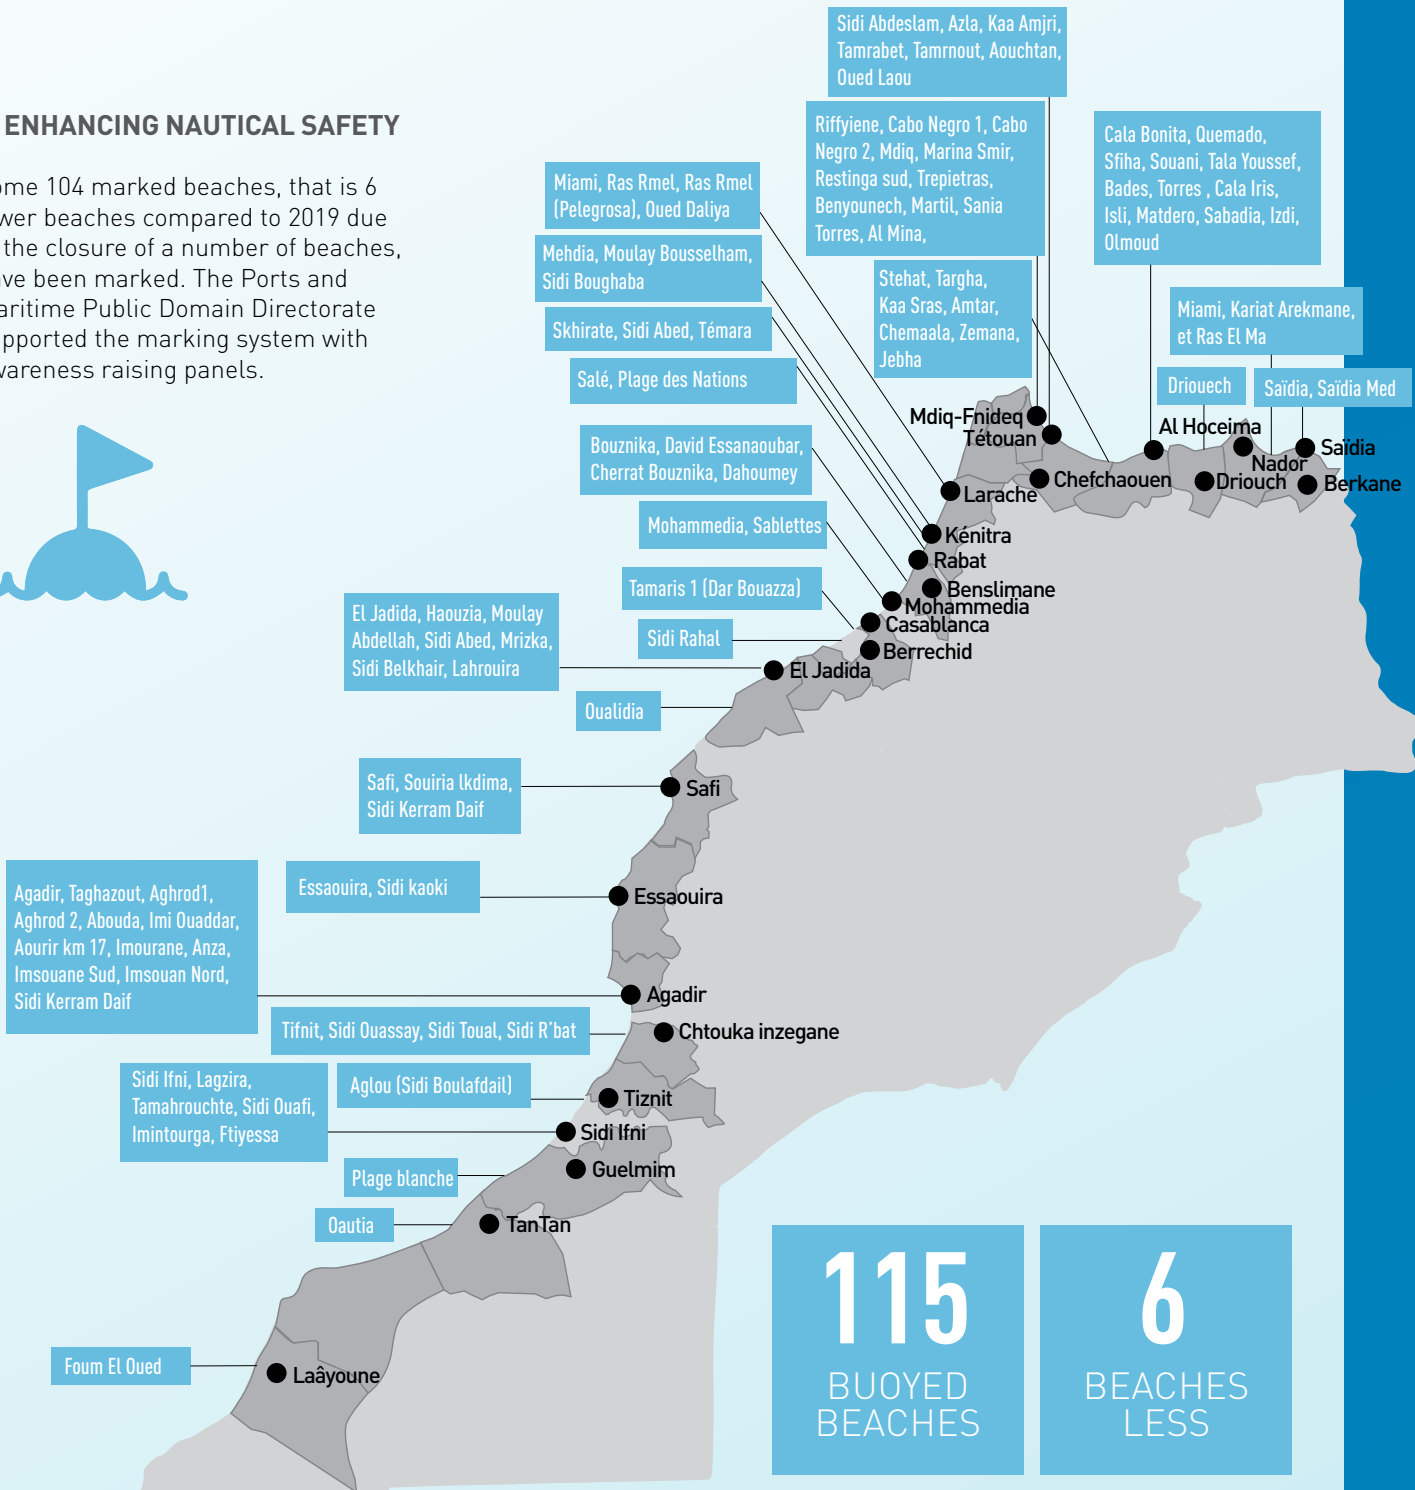 ENHANCING NAUTICAL SAFETY
ome 104 marked beaches, that is 6
wer beaches compared to 2019 due
the closure of a number of beaches,
ve been marked. The Ports and
aritime Public Domain Directorate
pported the marking system with
wareness raising panels.
Sidi Abdeslam, Azla, Kaa Amjri,
Tamrabet, Tamrnout, Aouchtan,
Oued Laou
Riffyiene, Cabo Negro 1, Cabo
Negro 2, Mdiq, Marina Smir,
Restinga sud, Trepietras,
Benyounech, Martil, Sania
Torres, Al Mina,
Cala Bonita, Quemado,
Sfiha, Souani, Tala Youssef,
Bades, Torres , Cala Iris,
Isli, Matdero, Sabadia, Izdi,
Olmoud
Miami, Ras Rmel, Ras Rmel
(Pelegrosa), Oued Daliya
Mehdia, Moulay Bousselham,
Sidi Boughaba
Stehat, Targha,
Kaa Sras, Amtar,
Chemaala, Zemana,
Jebha
Miami, Kariat Arekmane,
et Ras El Ma
Skhirate, Sidi Abed, Témara
Salé, Plage des Nations
Driouech
Saïdia, Saïdia Med
Bouznika, David Essanaoubar,
Cherrat Bouznika, Dahoumey
Mohammedia, Sablettes
Tamaris 1 (Dar Bouazza)
Sidi Rahal
El Jadida, Haouzia, Moulay
Abdellah, Sidi Abed, Mrizka,
Sidi Belkhair, Lahrouira
Oualidia
Safi, Souiria lkdima,
Sidi Kerram Daif
Essaouira, Sidi kaoki
Agadir, Taghazout, Aghrod1,
Aghrod 2, Abouda, Imi Ouaddar,
Aourir km 17, Imourane, Anza,
Imsouane Sud, Imsouan Nord,
Sidi Kerram Daif
Tifnit, Sidi Ouassay, Sidi Toual, Sidi R'bat
Aglou (Sidi Boulafdail)
Sidi Ifni, Lagzira,
Tamahrouchte, Sidi Ouafi,
Imintourga, Ftiyessa
Plage blanche
Oautia
Foum El Oued
Mdiq-Fnideq
Tétouan
Al Hoceima
Saïdia
Nador
Chefchaouen
Driouch
Berkane
Larache
Kénitra
Rabat
Benslimane
Mohammedia
Casablanca
Berrechid
El Jadida
Safi
Essaouira
Agadir
Chtouka inzegane
Tiznit
Sidi Ifni
Guelmim
TanTan
Laâyoune
115
BUOYED
BEACHES
6
BEACHES
LESS